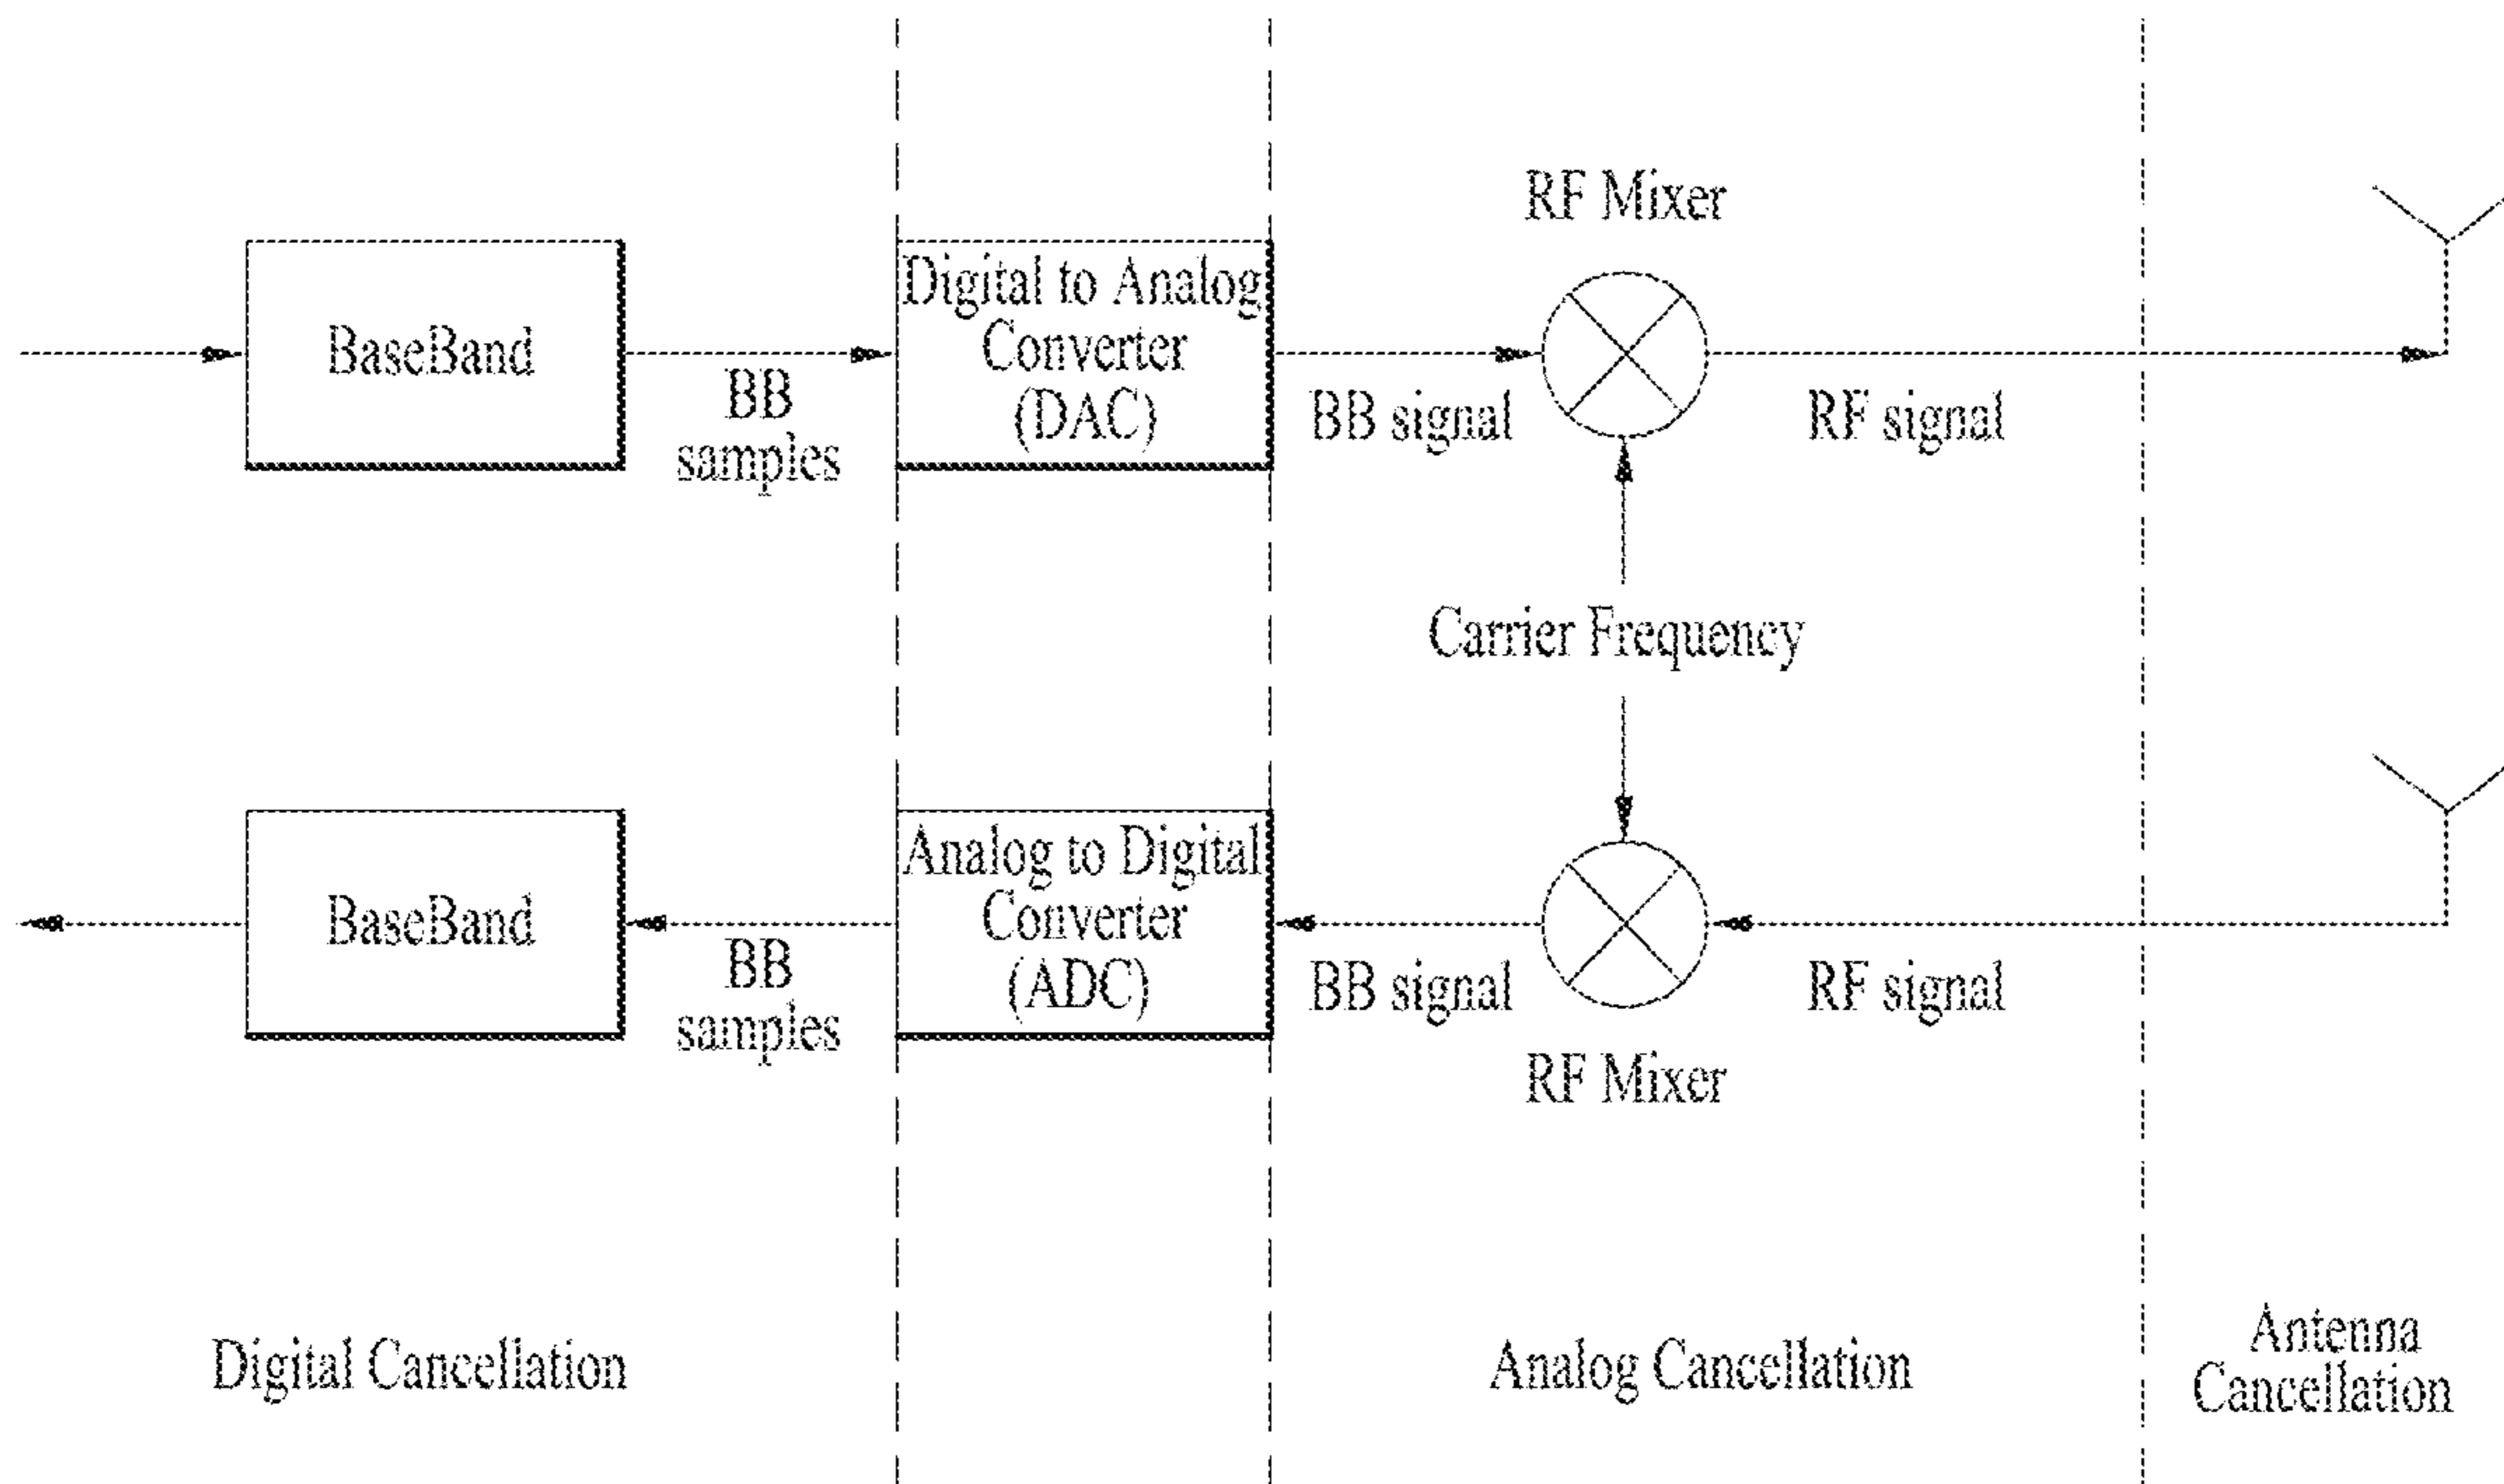 RF Mixer
BaseBand
BB
samples
Digital to Analog
Converter
(DAC)
BB signal
RF signal
Carrier Frequency
BaseBand
BB
samples
Analog to Digital
Converter
(ADC)
BB signal
RF signal
RF Mixer
Digital Cancellation
Analog Cancellation
Antenna
Cancellation